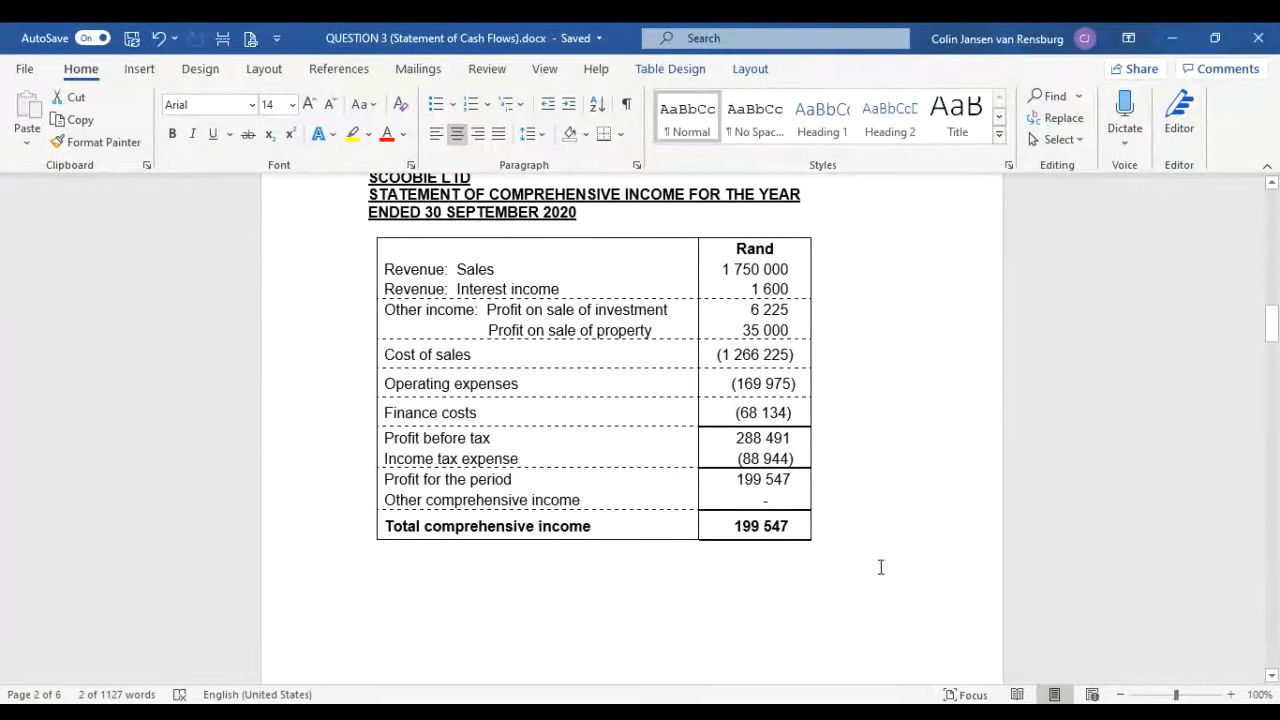 AutoSave On QUESTION 3 (Statement of Cash Flows).docx - Saved Search Colin Jansen van Rensburg CJ
File Home Insert Draw Design Layout References Mailings Review View Help Table Design Layout Share Comments
Paste Cut Copy Format Painter
Clipboard
Arial 14
Font
Paragraph
AaBbCc ¶ Normal
AaBbCc ¶ No Spac...
AaBbC( Heading 1
AaBbCcD Heading 2
AaB Title
Styles
Find Replace Select
Editing
Dictate
Voice
Editor
Editor
SCOOBIE LTD
STATEMENT OF COMPREHENSIVE INCOME FOR THE YEAR
ENDED 30 SEPTEMBER 2020
Rand
Revenue: Sales 1 750 000
Revenue: Interest income 1 600
Other income: Profit on sale of investment 6 225
Profit on sale of property 35 000
Cost of sales (1 266 225)
Operating expenses (169 975)
Finance costs (68 134)
Profit before tax 288 491
Income tax expense (88 944)
Profit for the period 199 547
Other comprehensive income -
Total comprehensive income 199 547
Page 2 of 6 2 of 1127 words English (United States) Focus 100%